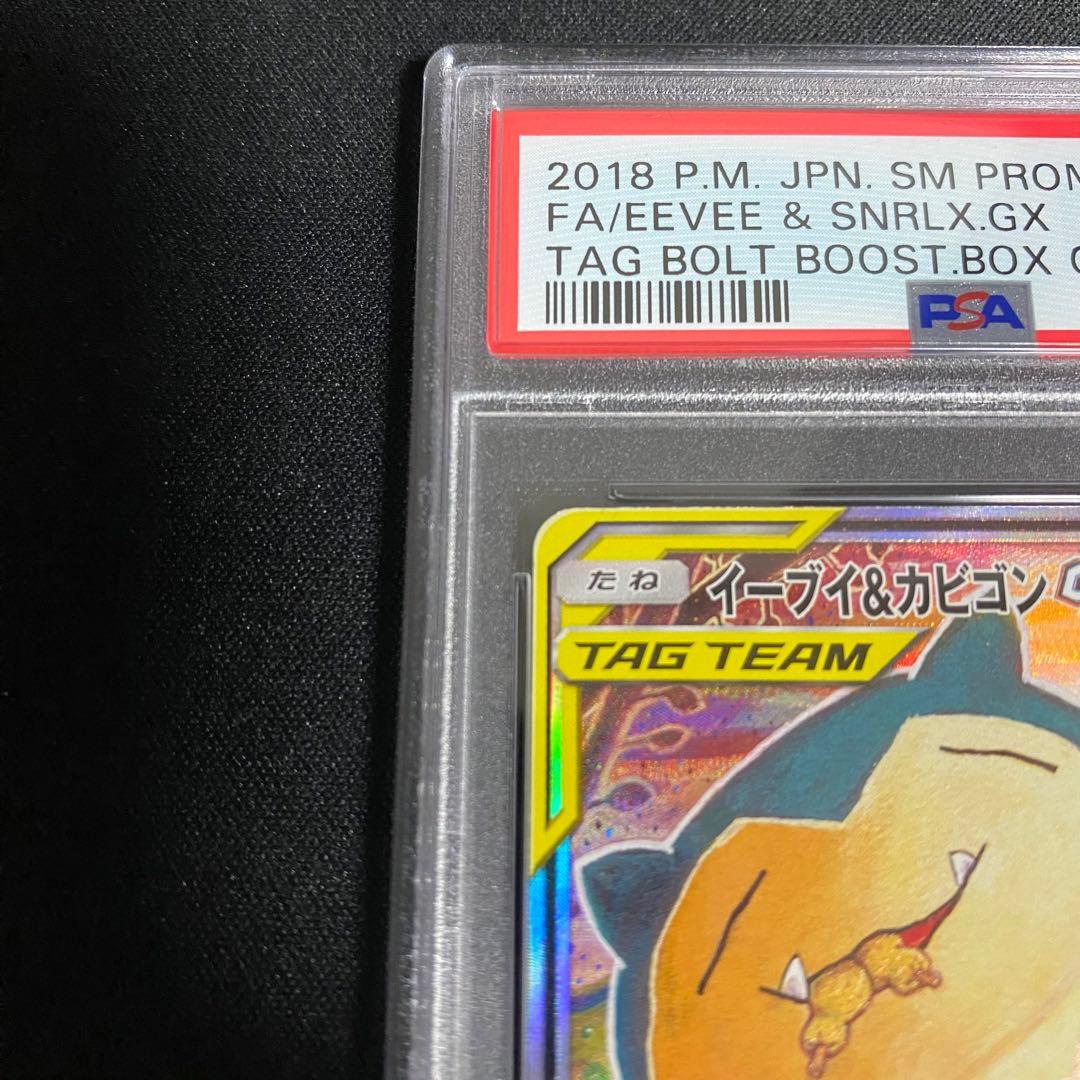 2018 P.M. JPN. SM PROM
FA/EEVEE & SNRLX.GX
TAG BOLT BOOST.BOX
PSA
たね イーブイ&カビゴン
TAG TEAM